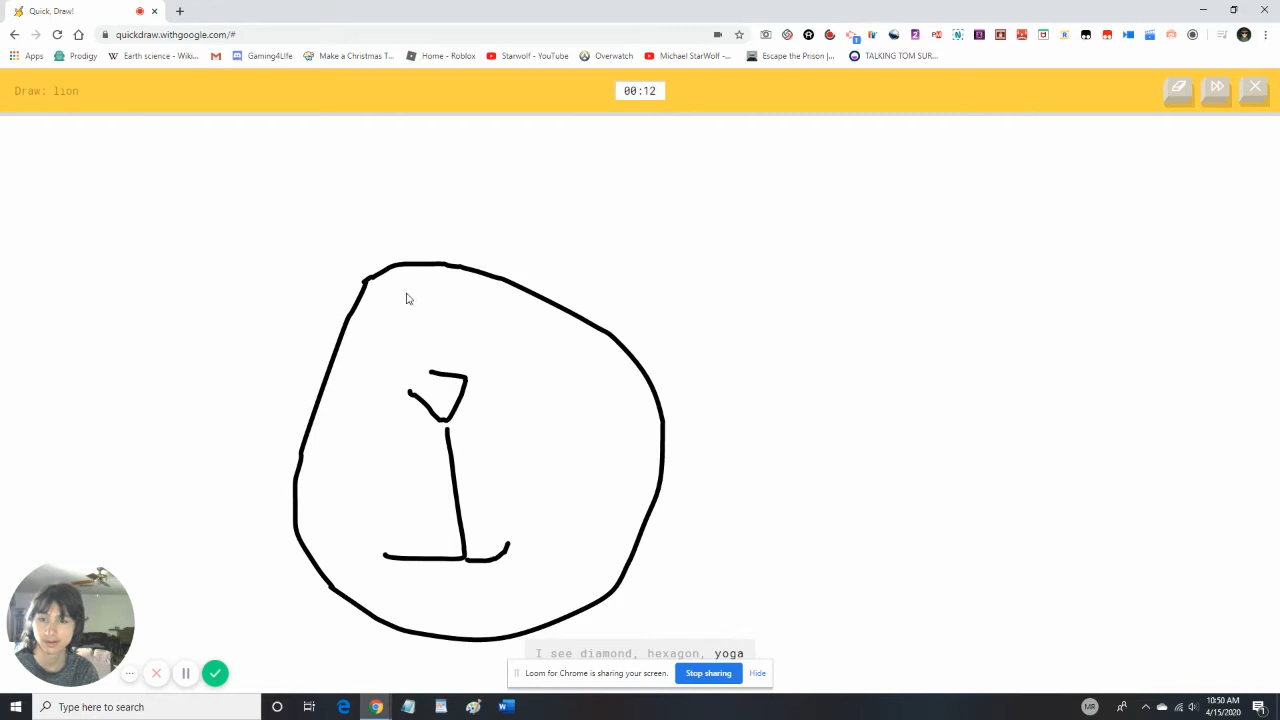 Quick, Draw!
quickdraw.withgoogle.com/#
Apps Prodigy Earth science - Wiki... Gaming4Life Make a Christmas T... Home - Roblox Starwolf - YouTube Overwatch Michael StarWolf -... Escape the Prison |... TALKING TOM SUR...
Draw: lion
00:12
I see diamond, hexagon, yoga
Loom for Chrome is sharing your screen. Stop sharing Hide
Type here to search
MR
10:50 AM
4/15/2020